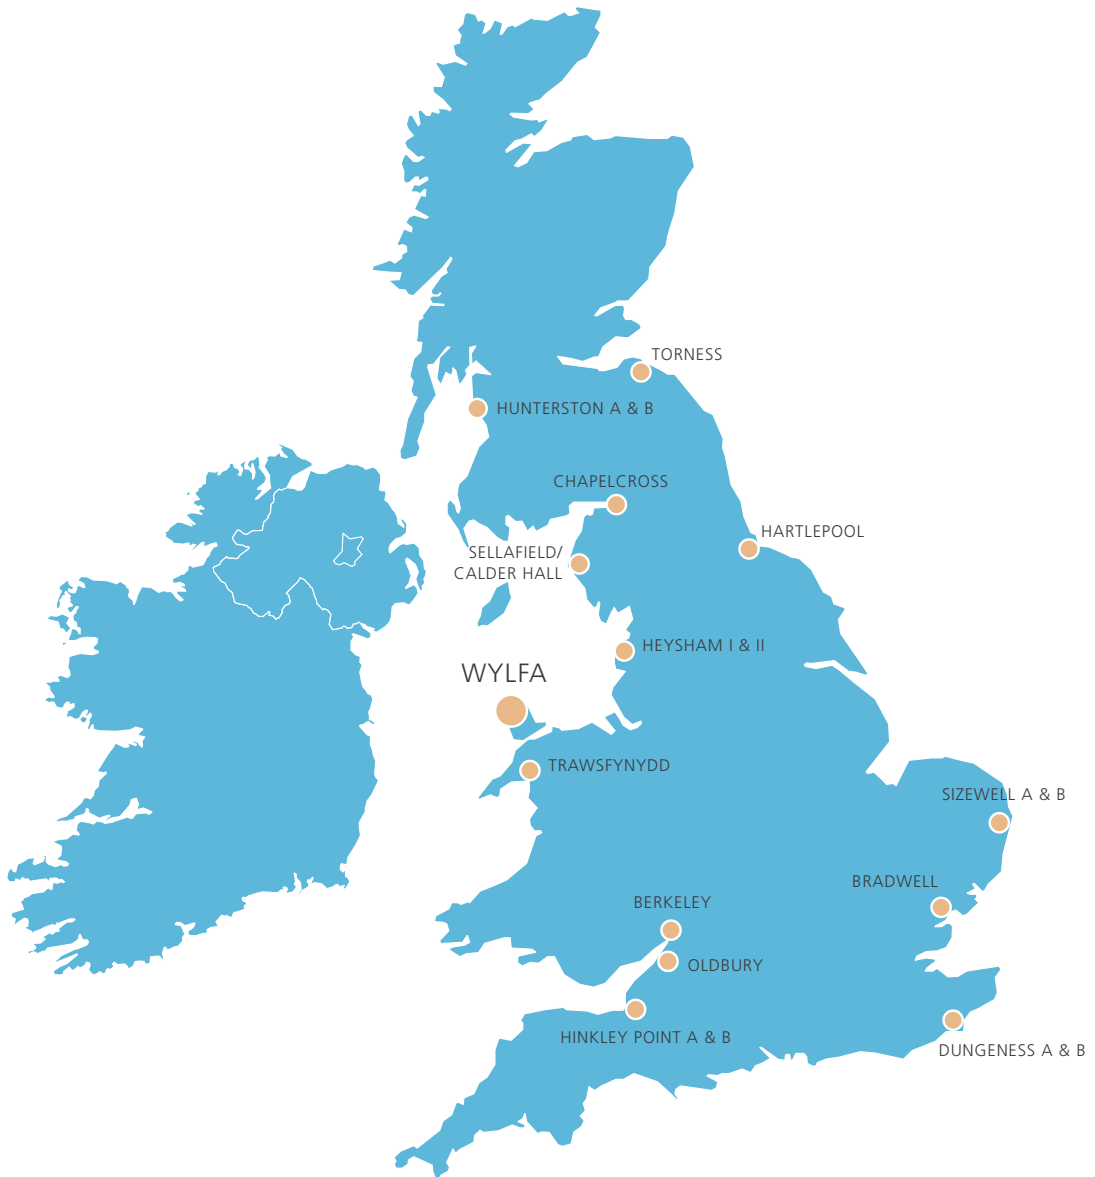 TORNESS
HUNTERSTON A & B
CHAPELCROSS
HARTLEPOOL
SELLAFIELD/
CALDER HALL
HEYSHAM I & II
WYLFA
TRAWSFYNYDD
SIZEWELL A & B
BRADWELL
BERKELEY
OLDBURY
HINKLEY POINT A & B
DUNGENESS A & B